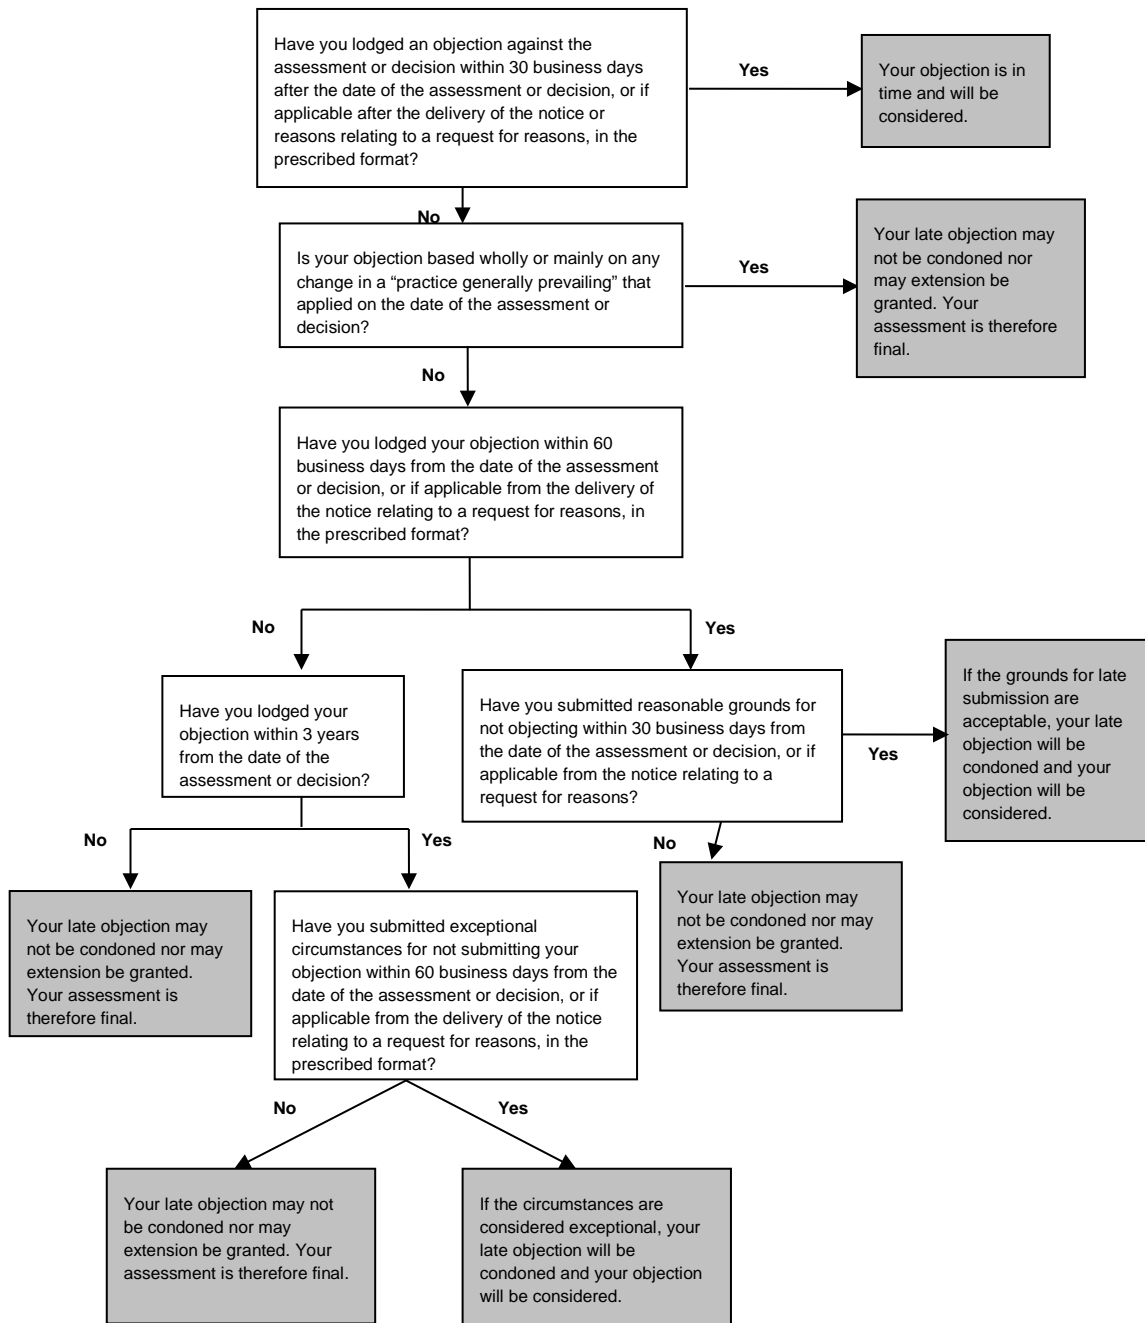 Have you lodged an objection against the
assessment or decision within 30 business days
after the date of the assessment or decision, or if
applicable after the delivery of the notice or
reasons relating to a request for reasons, in the
prescribed format?
Yes
Your objection is in
time and will be
considered.
No
Is your objection based wholly or mainly on any
change in a “practice generally prevailing” that
applied on the date of the assessment or
decision?
Yes
Your late objection may
not be condoned nor
may extension be
granted. Your
assessment is therefore
final.
No
Have you lodged your objection within 60
business days from the date of the assessment
or decision, or if applicable from the delivery of
the notice relating to a request for reasons, in
the prescribed format?
No
Yes
Have you lodged your
objection within 3 years
from the date of the
assessment or decision?
Have you submitted reasonable grounds for
not objecting within 30 business days from
the date of the assessment or decision, or if
applicable from the notice relating to a
request for reasons?
Yes
If the grounds for late
submission are
acceptable, your late
objection will be
condoned and your
objection will be
considered.
No
Yes
No
Your late objection may
not be condoned nor may
extension be granted.
Your assessment is
therefore final.
Have you submitted exceptional
circumstances for not submitting your
objection within 60 business days from the
date of the assessment or decision, or if
applicable from the delivery of the notice
relating to a request for reasons, in the
prescribed format?
Your late objection may
not be condoned nor may
extension be granted.
Your assessment is
therefore final.
No
Yes
Your late objection may not
be condoned nor may
extension be granted. Your
assessment is therefore final.
If the circumstances are
considered exceptional, your
late objection will be
condoned and your objection
will be considered.